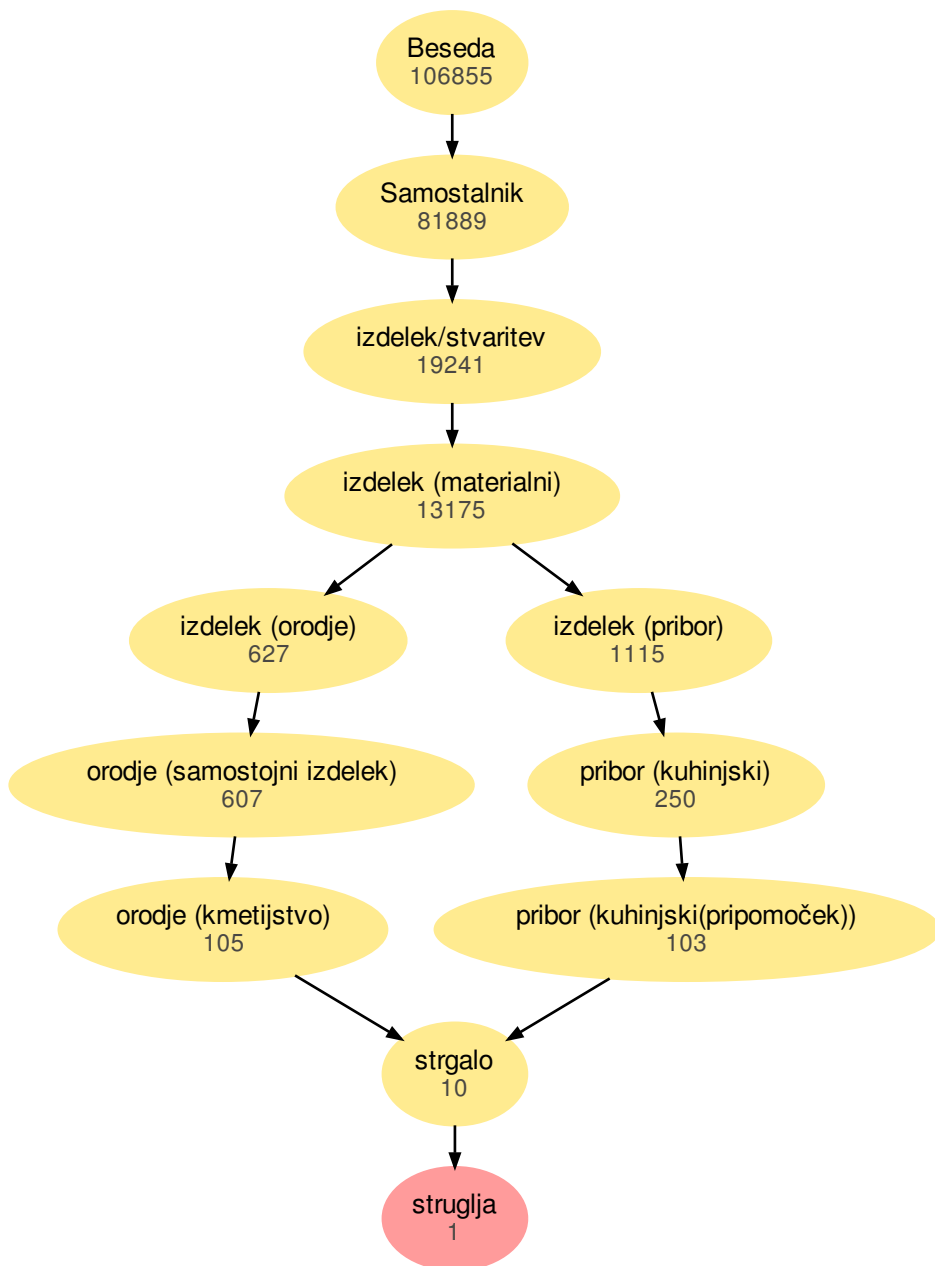 Beseda
106855
Samostalnik
81889
izdelek/stvaritev
19241
izdelek (materialni)
13175
izdelek (orodje)
627
izdelek (pribor)
1115
orodje (samostojni izdelek)
607
pribor (kuhinjski)
250
orodje (kmetijstvo)
105
pribor (kuhinjski(pripomoček))
103
strgalo
10
struglja
1